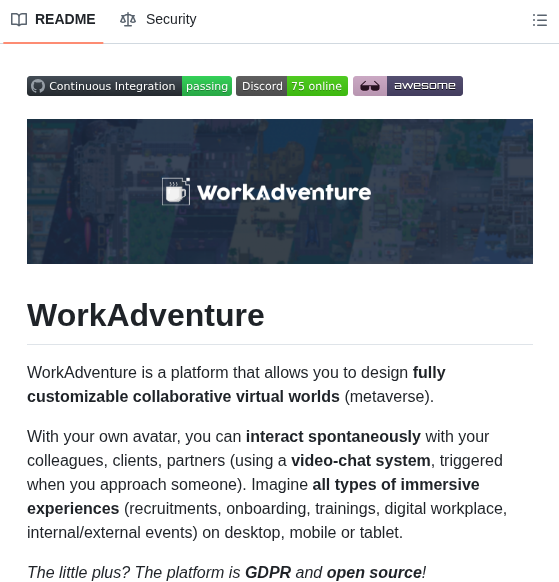 README Security
Continuous Integration passing Discord 75 online awesome
WorkAdventure
WorkAdventure
WorkAdventure is a platform that allows you to design fully
customizable collaborative virtual worlds (metaverse).
With your own avatar, you can interact spontaneously with your
colleagues, clients, partners (using a video-chat system, triggered
when you approach someone). Imagine all types of immersive
experiences (recruitments, onboarding, trainings, digital workplace,
internal/external events) on desktop, mobile or tablet.
The little plus? The platform is GDPR and open source!